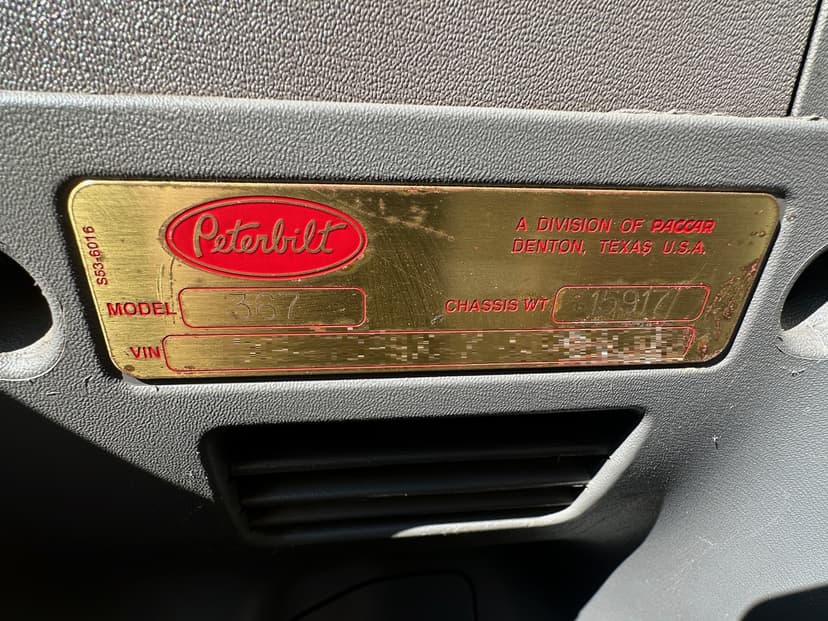 S53-6016
Peterbilt
A DIVISION OF PACCAR
DENTON, TEXAS U.S.A.
MODEL 367
CHASSIS WT 15917
VIN